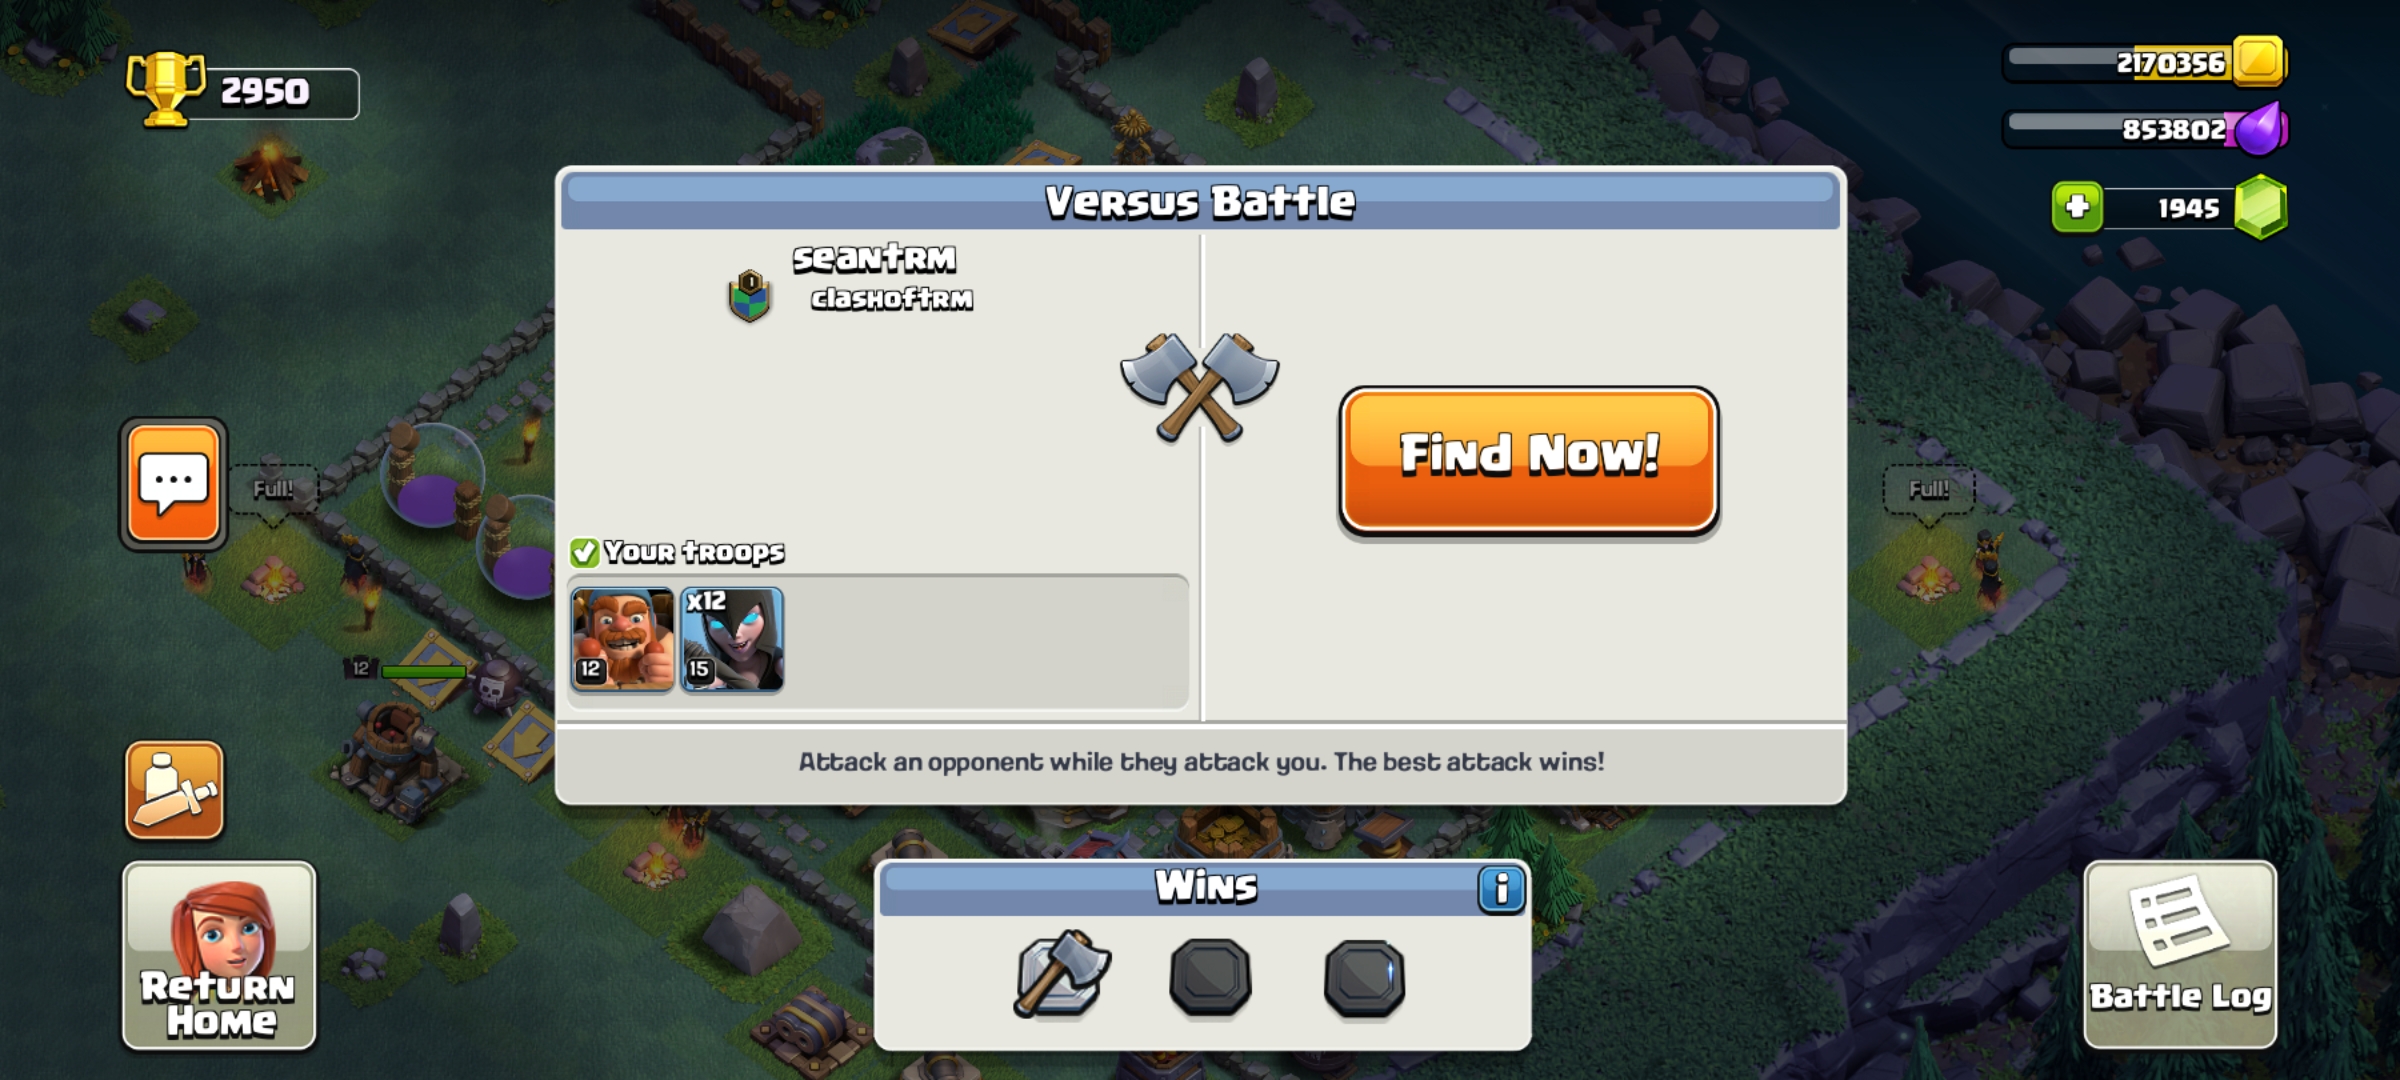 2950
2170356
853802
1945
Versus Battle
seantrm
1
clashoftrm
Full!
Find Now!
Full!
Your troops
x12
12
15
12
Attack an opponent while they attack you. The best attack wins!
Wins
i
Return
Home
Battle Log